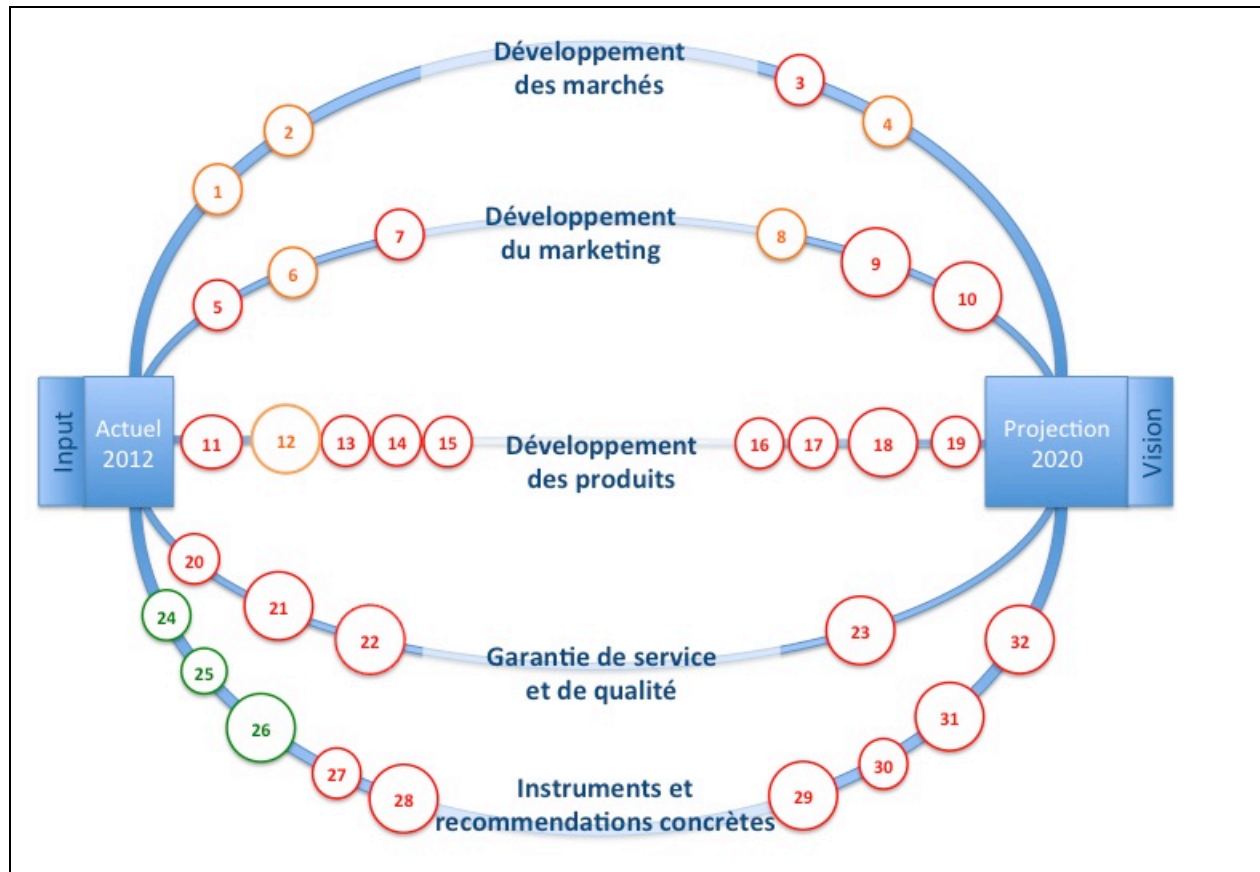 Développement
des marchés
1
2
3
4
Développement
du marketing
5
6
7
8
9
10
Input
Actuel
2012
11
12
13
14
15
Développement
des produits
16
17
18
19
Projection
2020
Vision
20
21
22
Garantie de service
et de qualité
23
24
25
26
27
28
Instruments et
recommendations concrètes
29
30
31
32